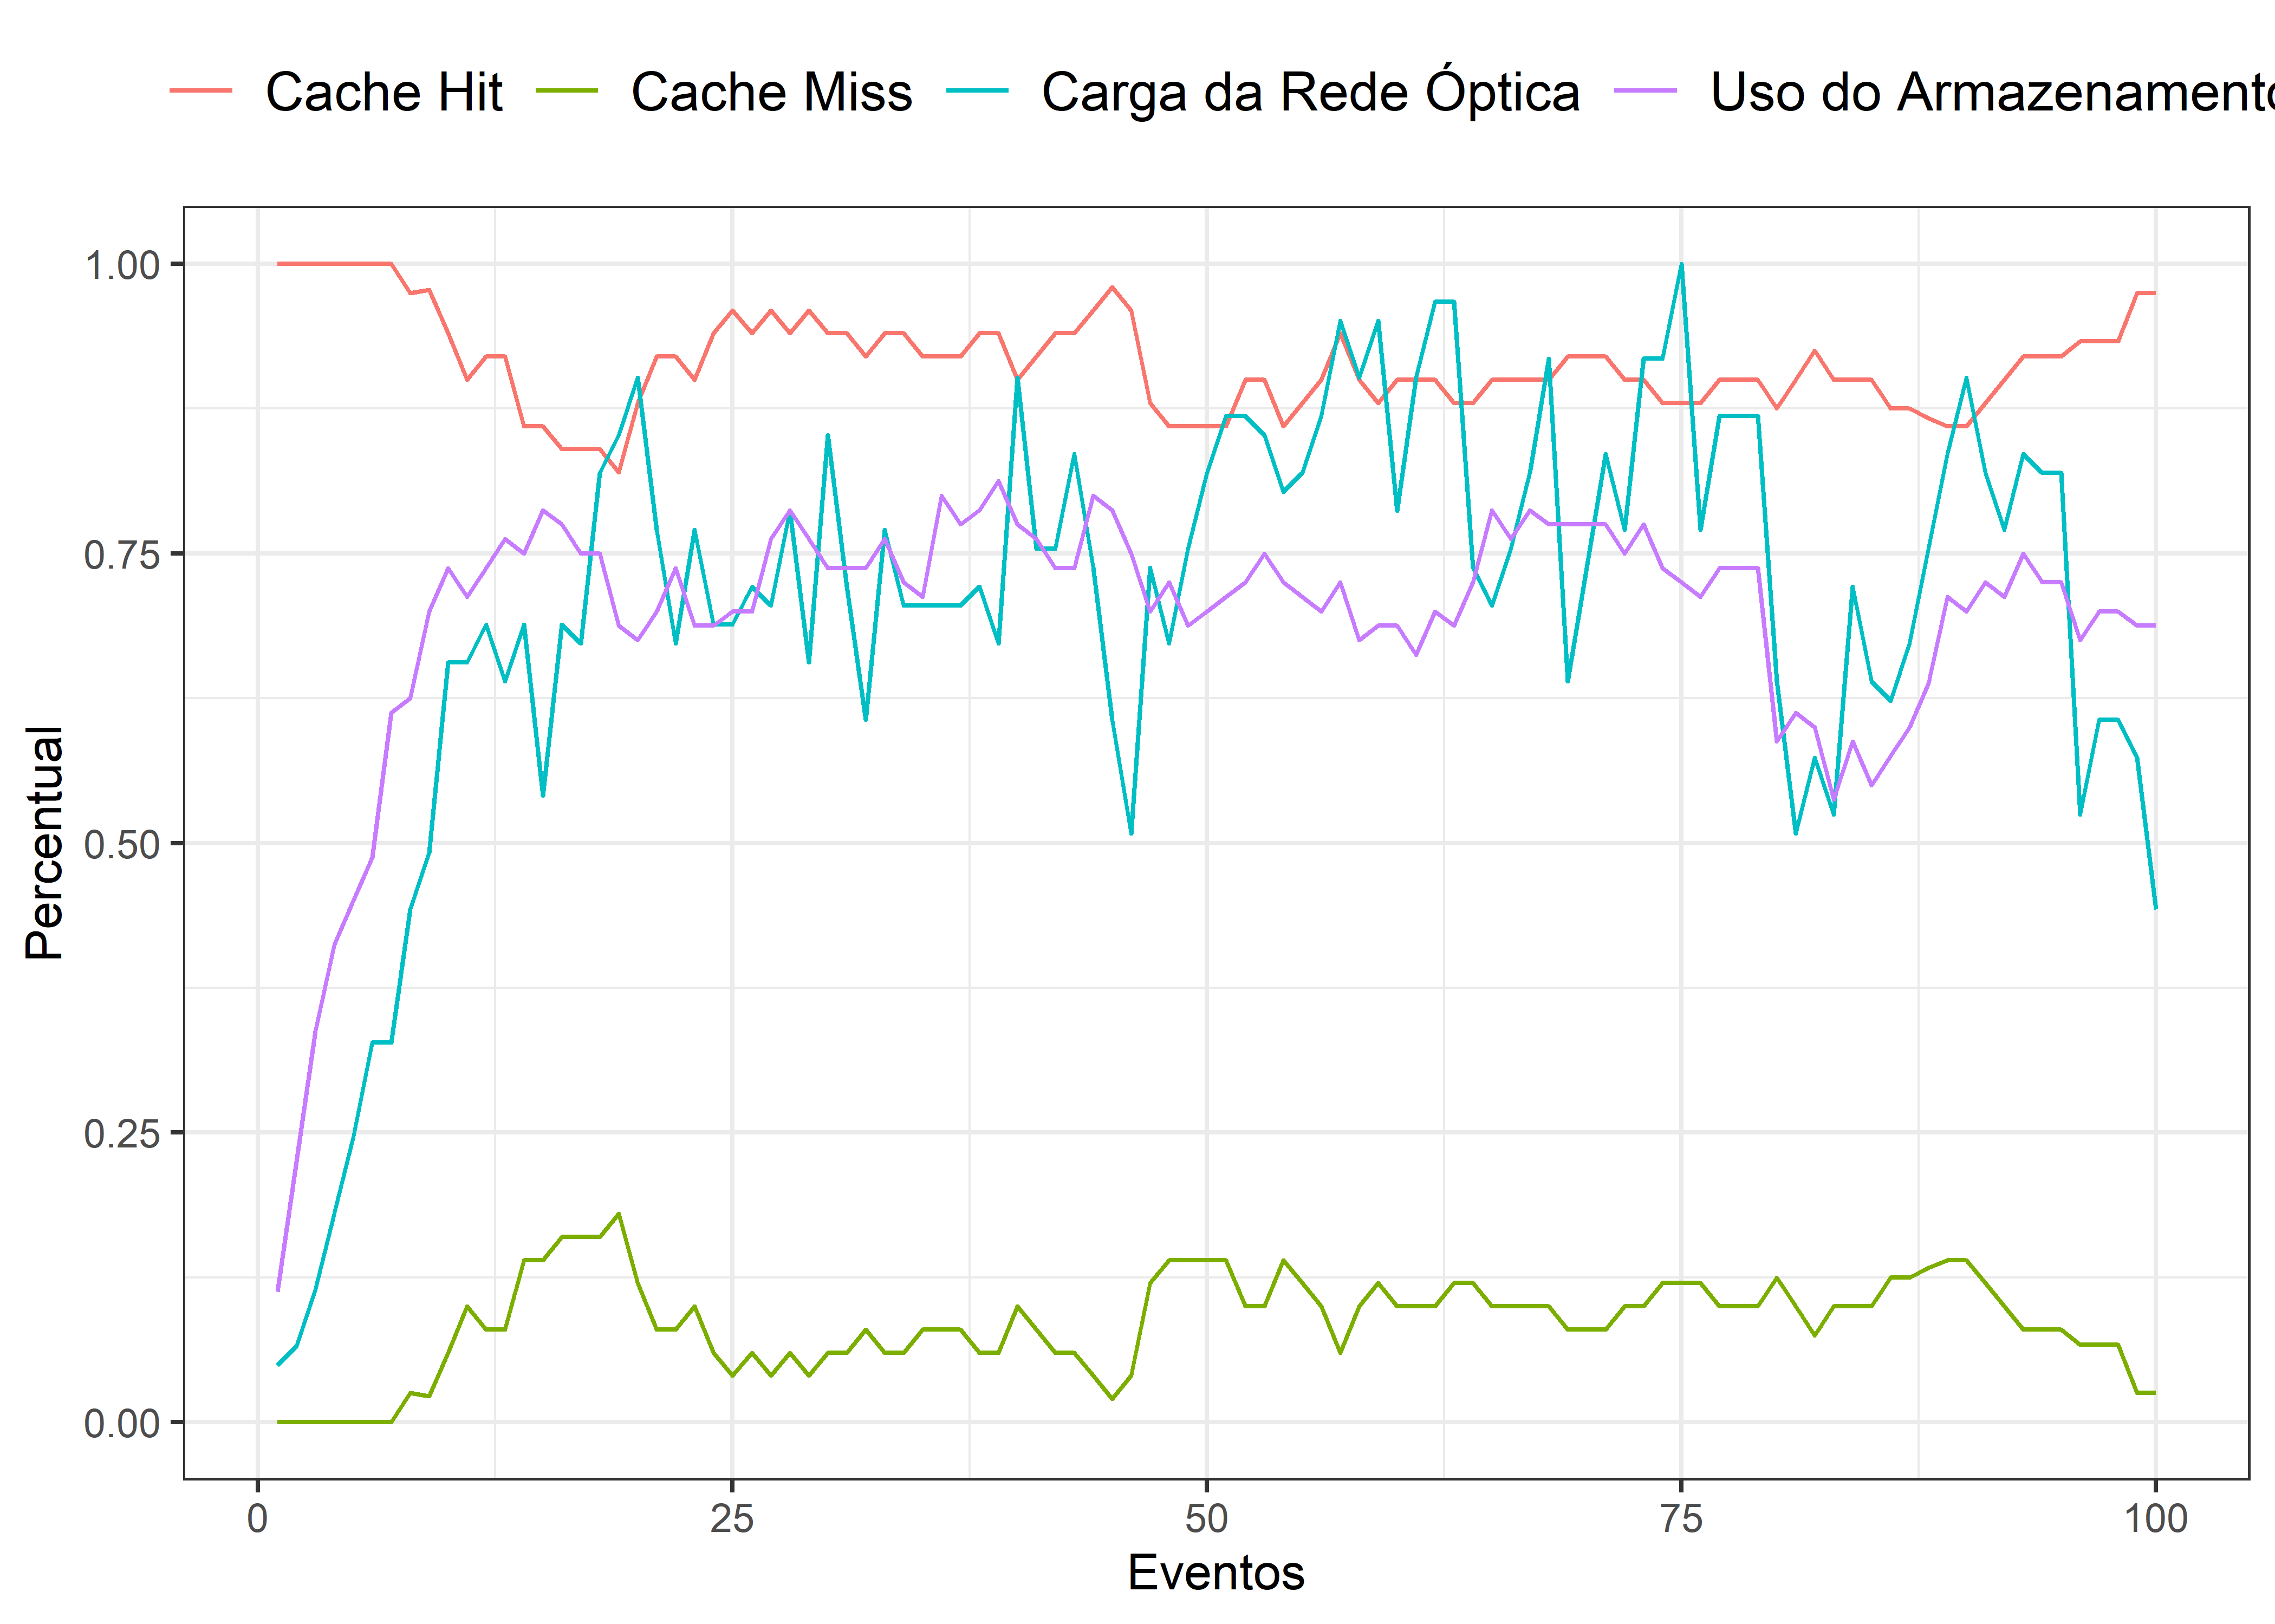 Cache Hit Cache Miss Carga da Rede Óptica Uso do Armazenamento
1.00
0.75
0.50
0.25
0.00
Percentual
0 25 50 75 100
Eventos